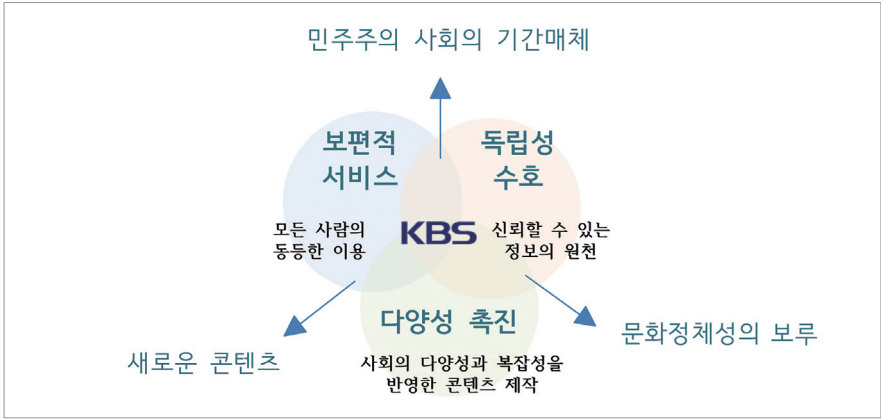 민주주의 사회의 기간매체
보편적
서비스
독립성
수호
모든 사람의
동등한 이용
KBS
신뢰할 수 있는
정보의 원천
다양성 촉진
사회의 다양성과 복잡성을
반영한 콘텐츠 제작
새로운 콘텐츠
문화정체성의 보루